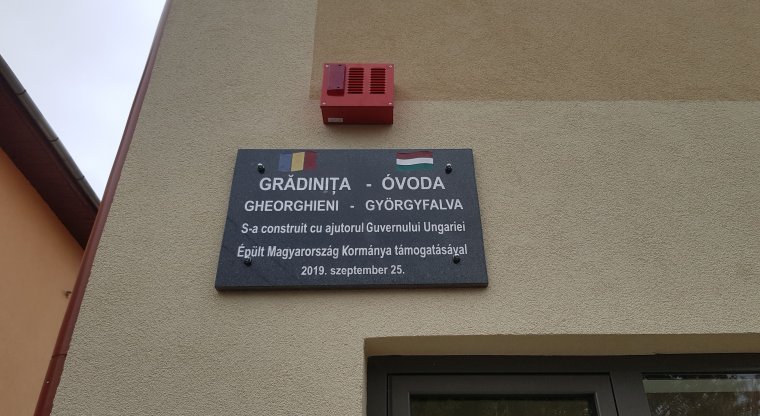 GRĂDINIȚA - ÓVODA
GHEORGHIENI - GYÖRGYFALVA
S-a construit cu ajutorul Guvernului Ungariei
Épült Magyarország Kormánya támogatásával
2019. szeptember 25.